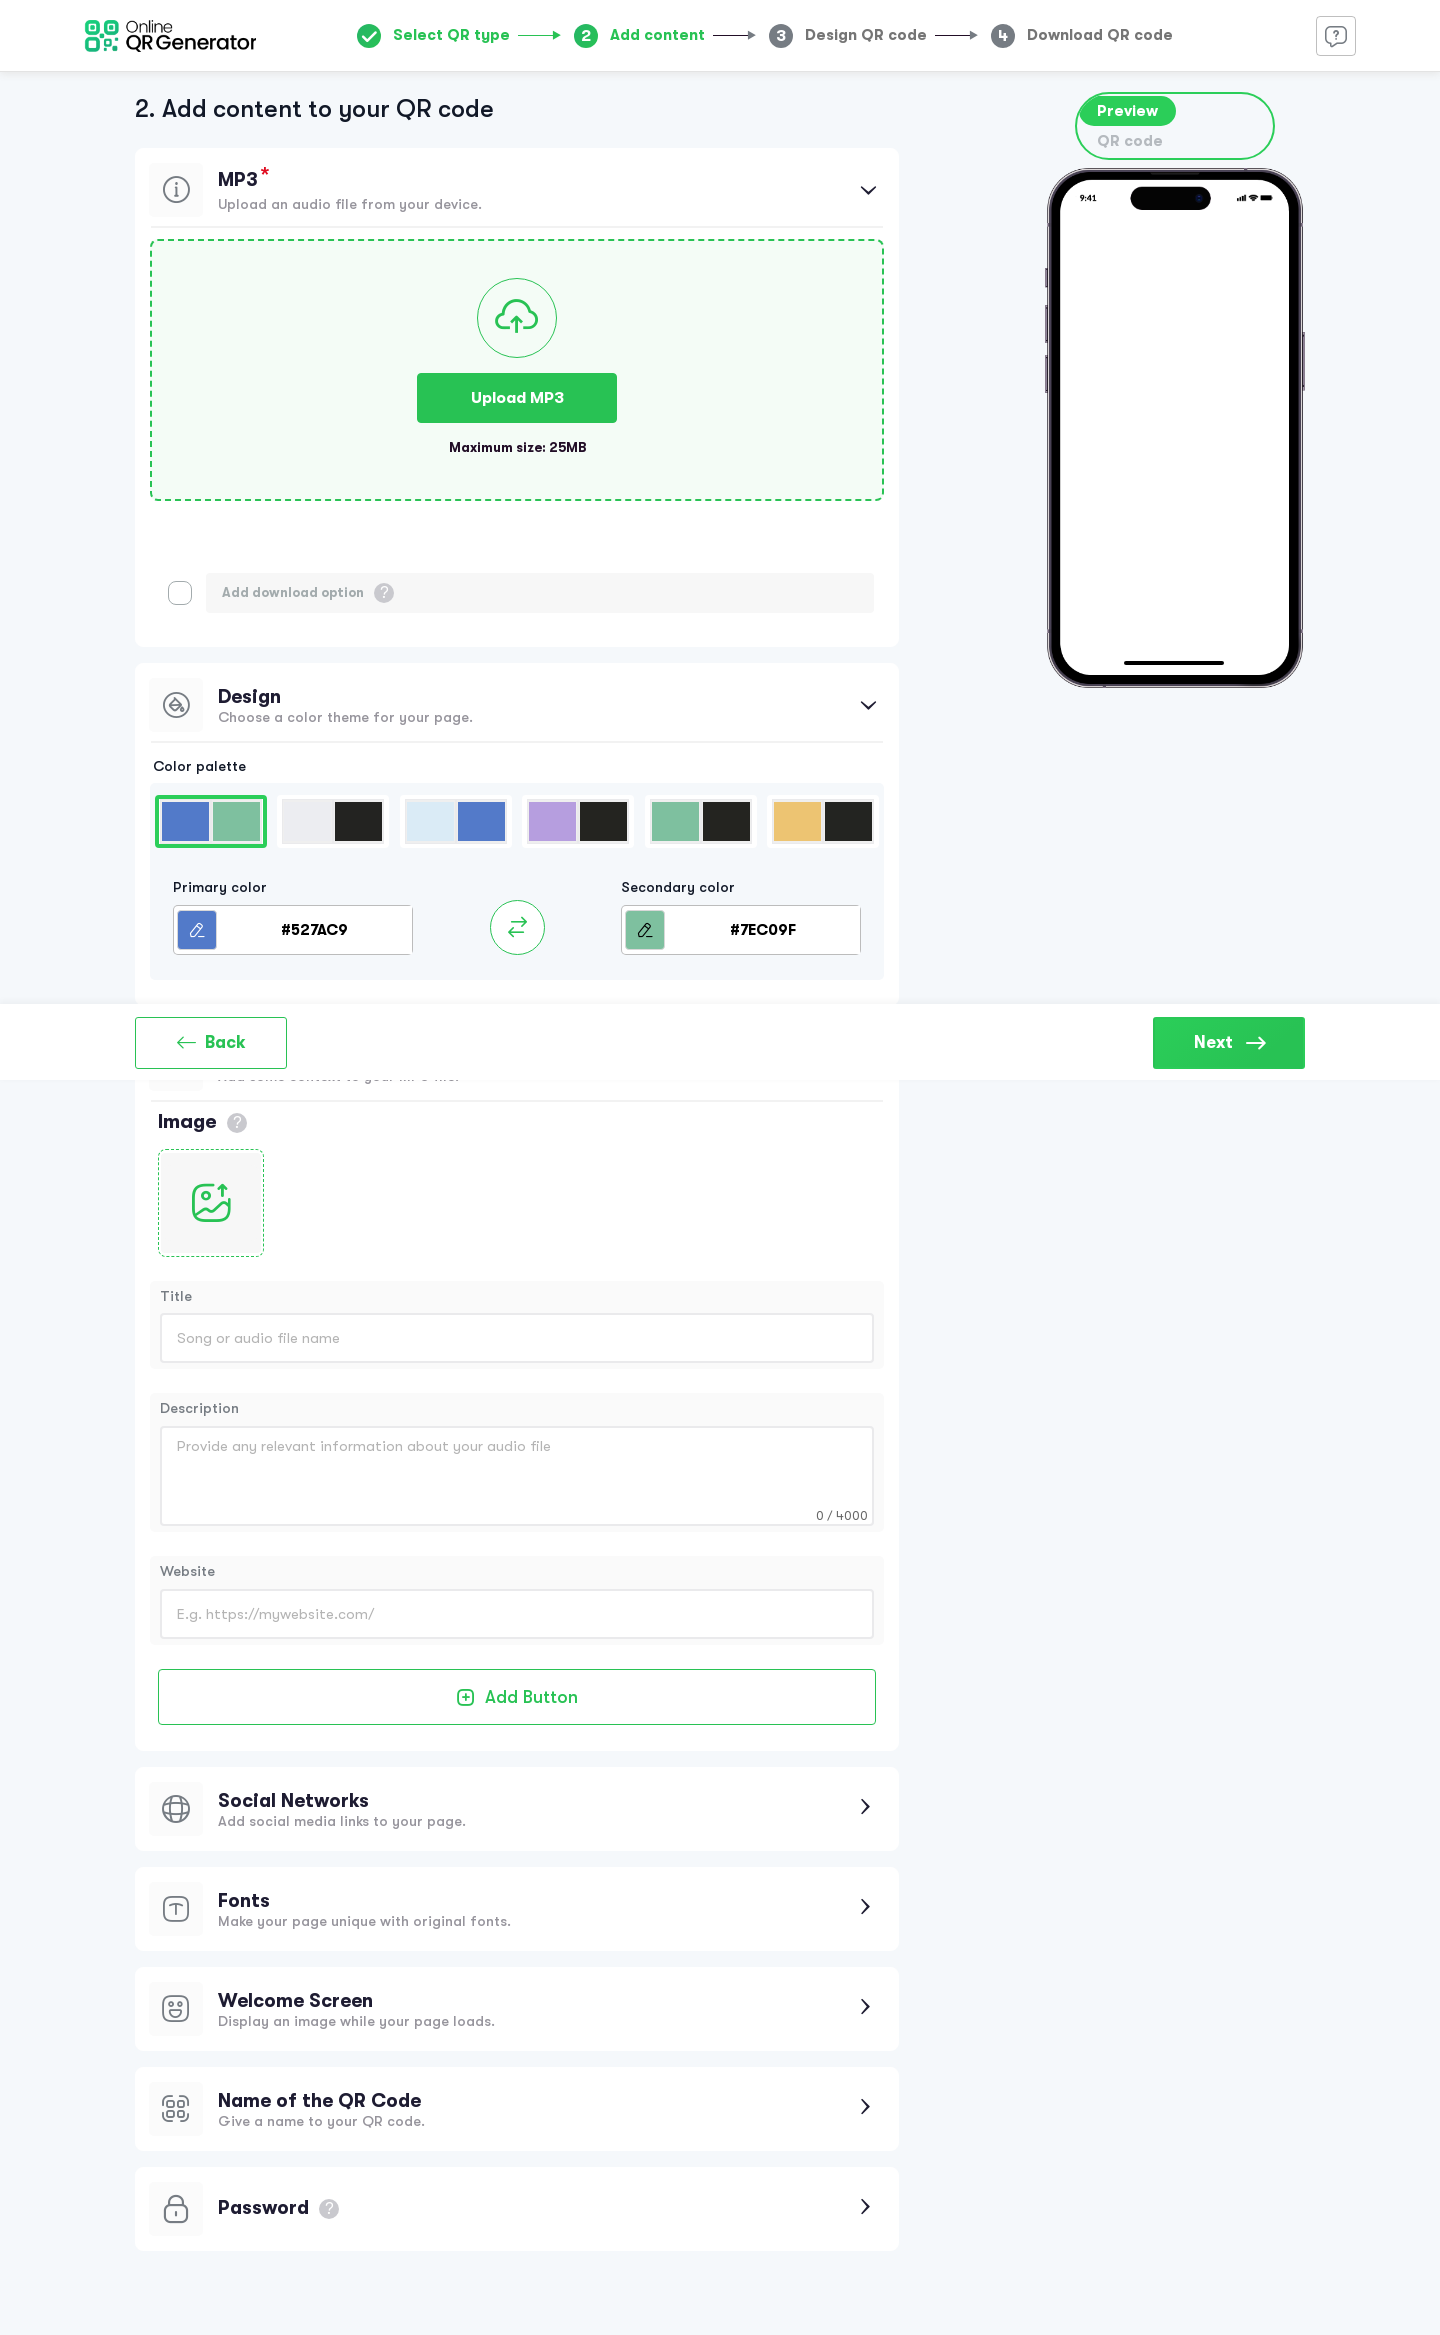 Online
QR Generator
Select QR type
2 Add content
3 Design QR code
4 Download QR code
2. Add content to your QR code
Preview
QR code
MP3*
Upload an audio file from your device.
9:41
Upload MP3
Maximum size: 25MB
Add download option ?
Design
Choose a color theme for your page.
Color palette
Primary color
Secondary color
#527AC9
#7EC09F
Back
Next
Image ?
Title
Song or audio file name
Description
Provide any relevant information about your audio file
0 / 4000
Website
E.g. https://mywebsite.com/
Add Button
Social Networks
Add social media links to your page.
Fonts
Make your page unique with original fonts.
Welcome Screen
Display an image while your page loads.
Name of the QR Code
Give a name to your QR code.
Password ?